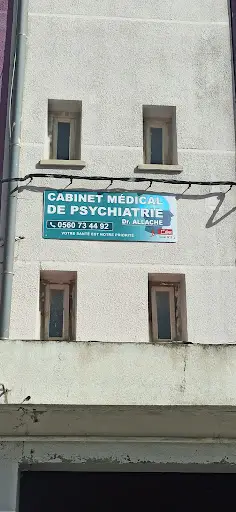 CABINET MÉDICAL
DE PSYCHIATRIE
Dr. ALLACHE
0560 73 44 92
VOTRE SANTÉ EST NOTRE PRIORITÉ